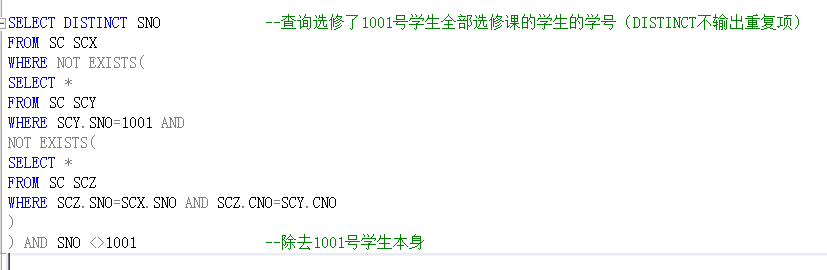 SELECT DISTINCT SNO --查询选修了1001号学生全部选修课的学生的学号（DISTINCT不输出重复项）
FROM SC SCX
WHERE NOT EXISTS(
SELECT *
FROM SC SCY
WHERE SCY.SNO=1001 AND
NOT EXISTS(
SELECT *
FROM SC SCZ
WHERE SCZ.SNO=SCX.SNO AND SCZ.CNO=SCY.CNO
)
) AND SNO <>1001 --除去1001号学生本身